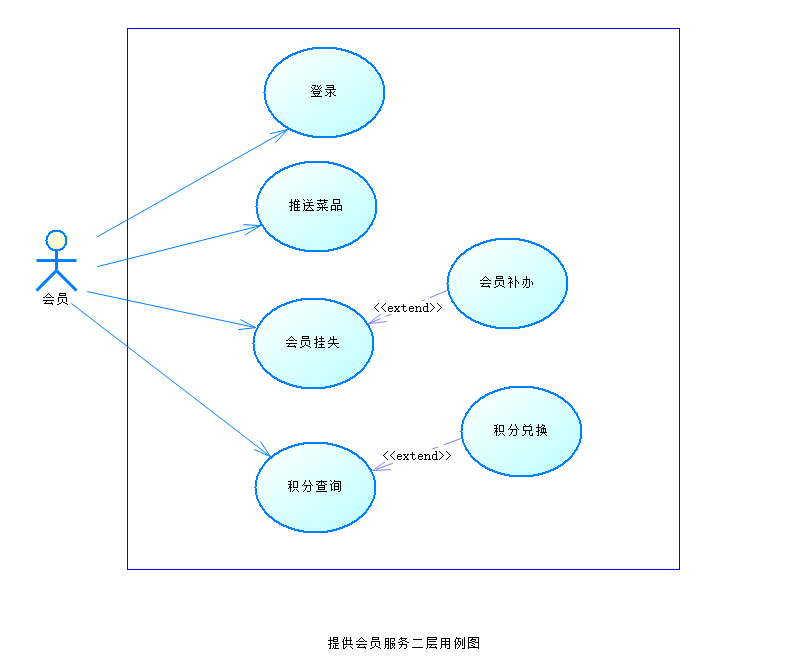 登录
推送菜品
会员
会员挂失
<<extend>>
会员补办
积分查询
<<extend>>
积分兑换
提供会员服务二层用例图